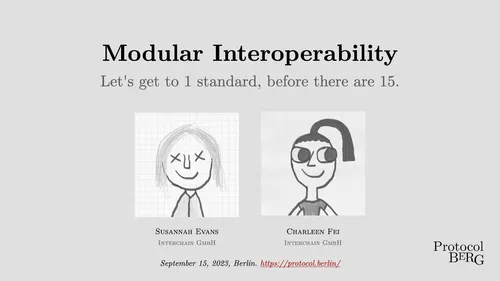 Modular Interoperability
Let's get to 1 standard, before there are 15.
Susannah Evans
Interchain GmbH
Charleen Fei
Interchain GmbH
September 15, 2023, Berlin. https://protocol.berlin/
Protocol
BERG